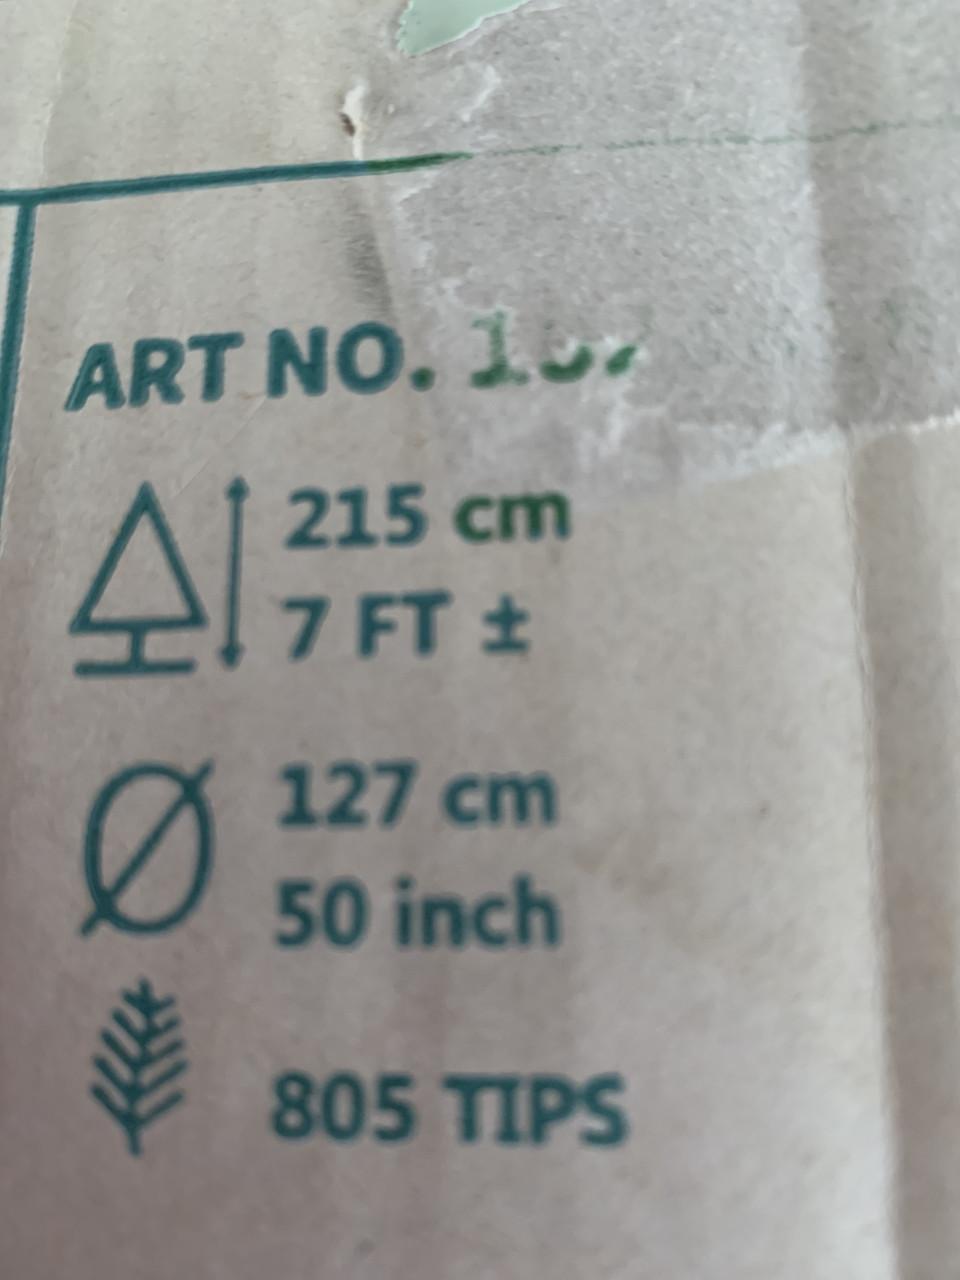 ART NO.
215 cm
7 FT ±
127 cm
50 inch
805 TIPS